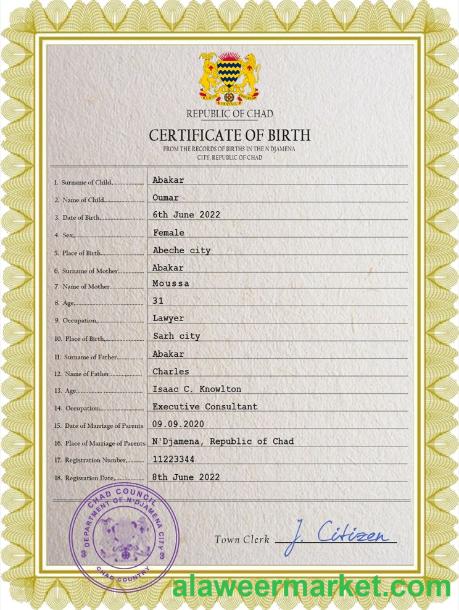 REPUBLIC OF CHAD
CERTIFICATE OF BIRTH
FROM THE RECORDS OF BIRTHS IN THE N DJAMENA
CITY, REPUBLIC OF CHAD
1. Surname of Child Abakar
2. Name of Child Oumar
3. Date of Birth 6th June 2022
4. Sex Female
5. Place of Birth Abeche city
6. Surname of Mother Abakar
7. Name of Mother Moussa
8. Age 31
9. Occupation Lawyer
10. Place of Birth Sarh city
11. Surname of Father Abakar
12. Name of Father Charles
13. Age Isaac C. Knowlton
14. Occupation Executive Consultant
15. Date of Marriage of Parents 09.09.2020
16. Place of Marriage of Parents N'Djamena, Republic of Chad
17. Registration Number 11223344
18. Registration Date 8th June 2022
CHAD COUNCIL
DEPARTMENT OF N'DJAMENA CITY
CHAD COUNTRY
Town Clerk J. Citizen
alaweermarket.com